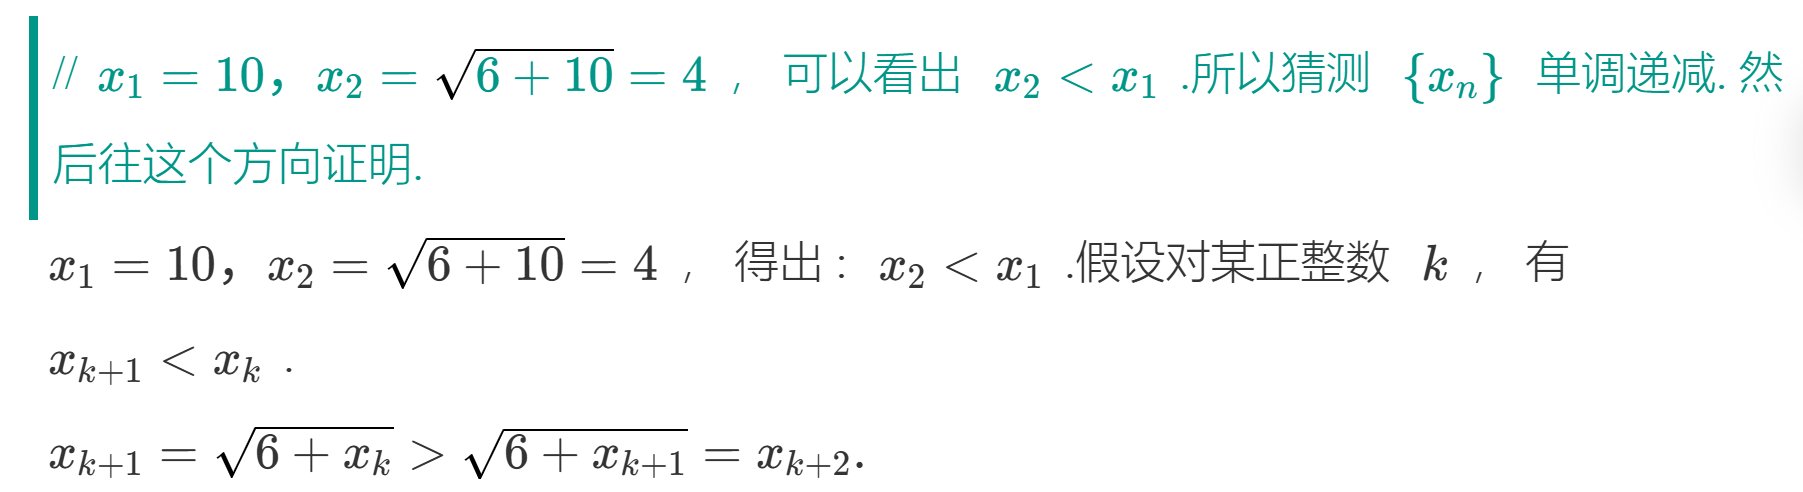 // x₁ = 10，x₂ = √(6 + 10) = 4 ， 可以看出 x₂ < x₁ .所以猜测 {xₙ} 单调递减. 然
后往这个方向证明.
x₁ = 10，x₂ = √(6 + 10) = 4 ， 得出： x₂ < x₁ .假设对某正整数 k ， 有
xₖ₊₁ < xₖ .
xₖ₊₁ = √(6 + xₖ) > √(6 + xₖ₊₁) = xₖ₊₂.